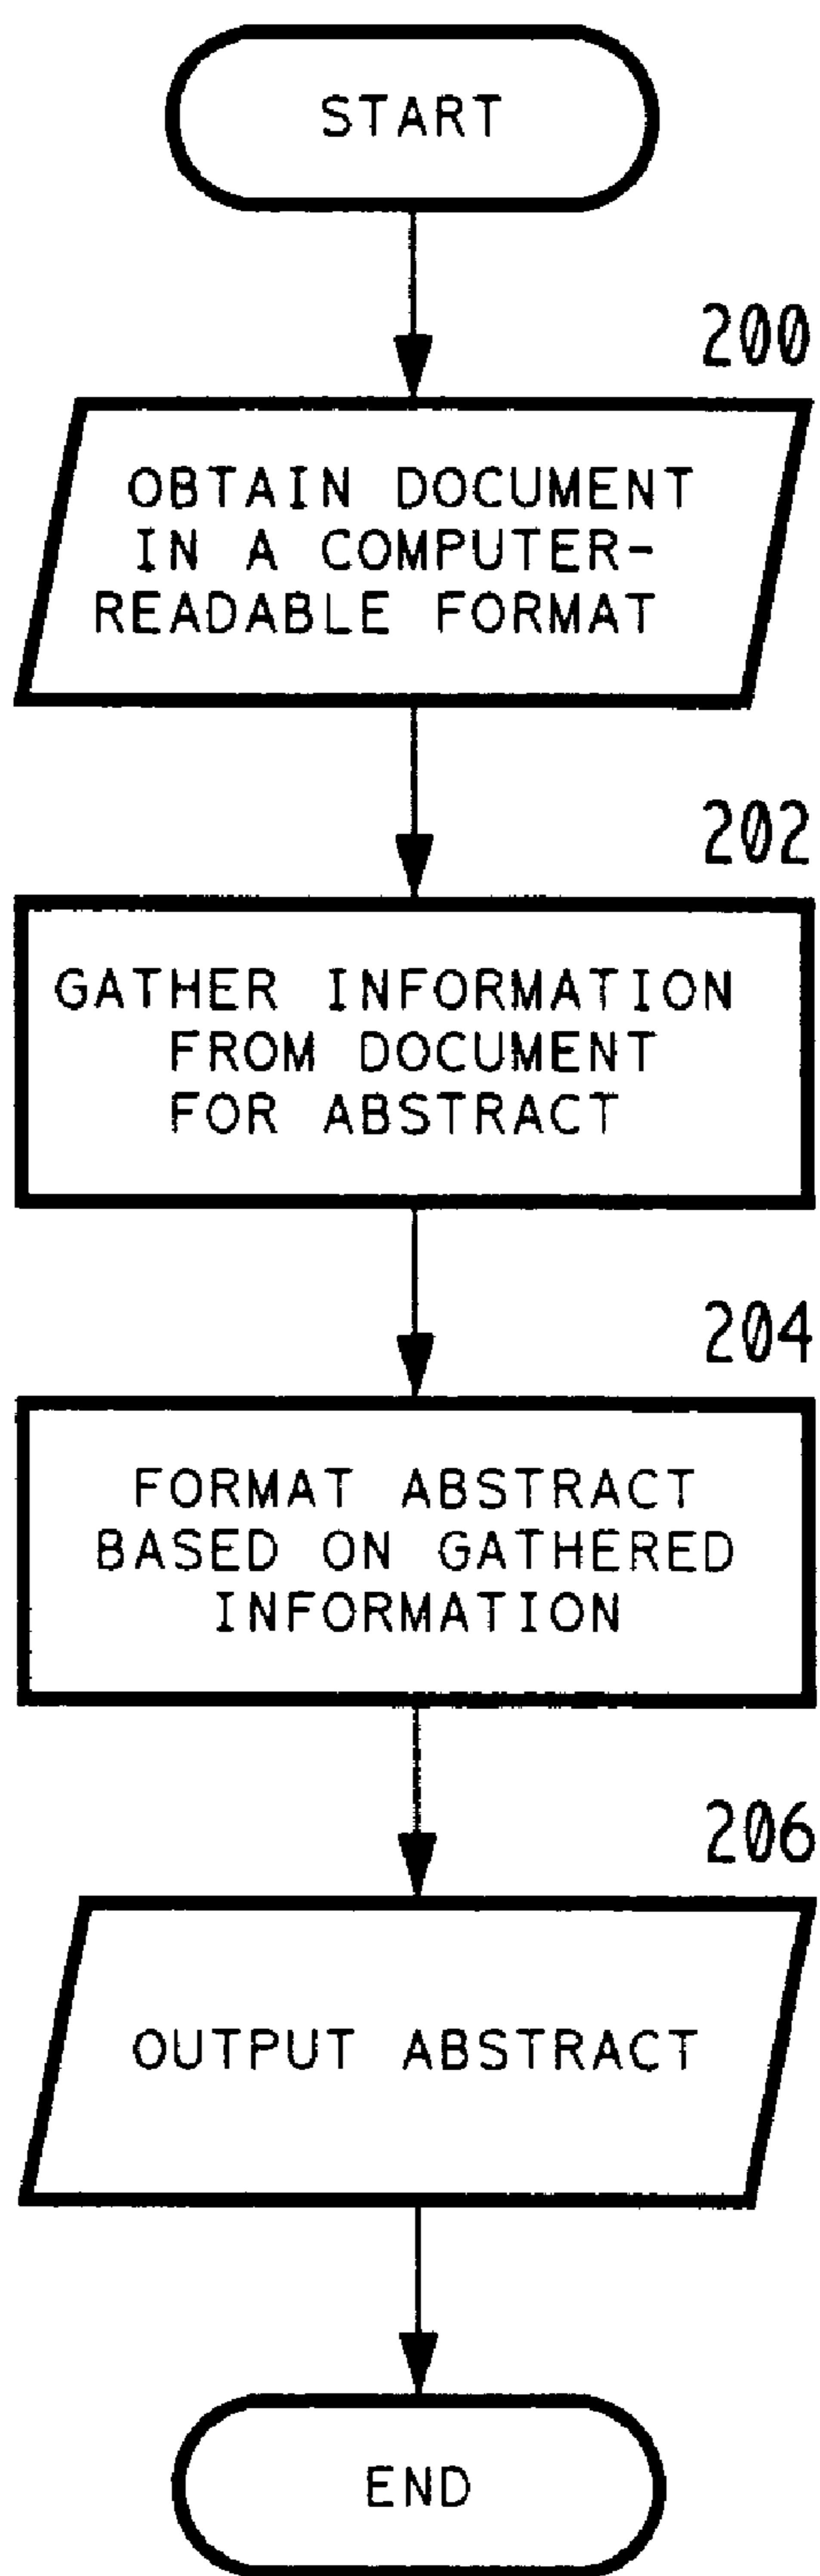 START
200
OBTAIN DOCUMENT
IN A COMPUTER-
READABLE FORMAT
202
GATHER INFORMATION
FROM DOCUMENT
FOR ABSTRACT
204
FORMAT ABSTRACT
BASED ON GATHERED
INFORMATION
206
OUTPUT ABSTRACT
END